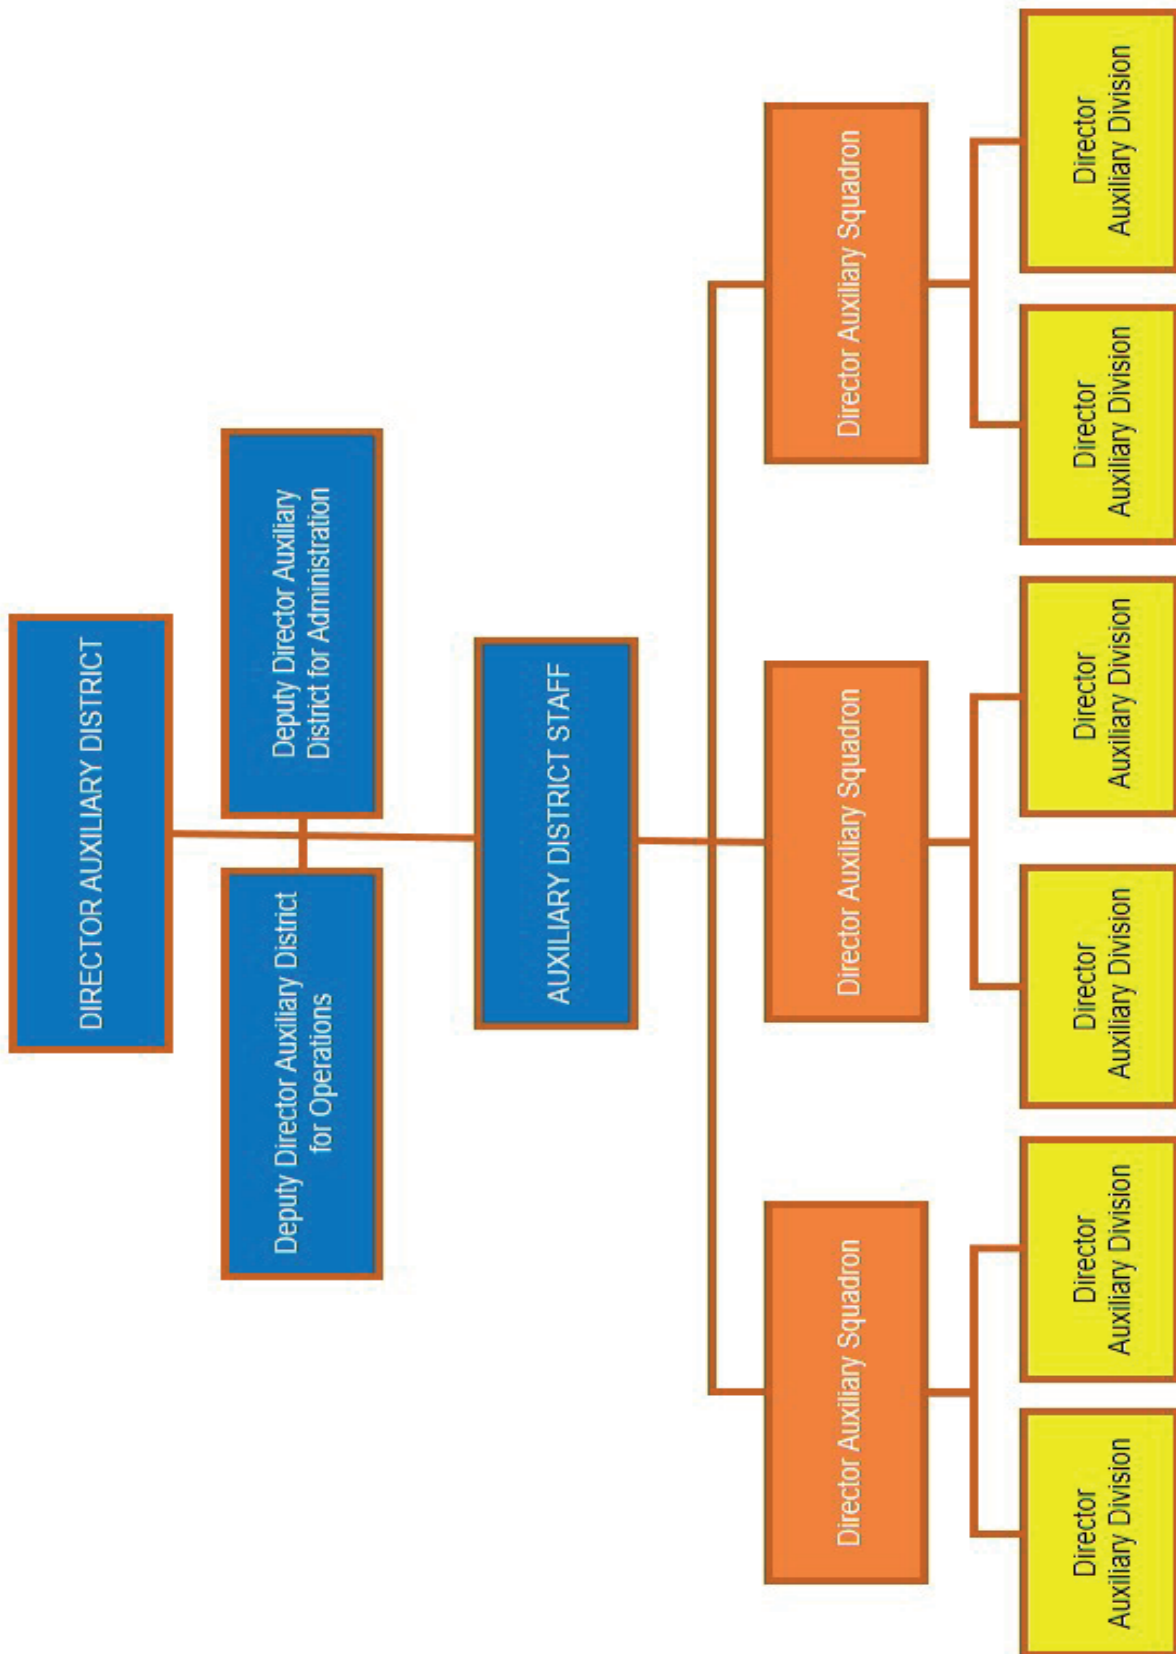 DIRECTOR AUXILIARY DISTRICT
Deputy Director Auxiliary District
for Operations
Deputy Director Auxiliary
District for Administration
AUXILIARY DISTRICT STAFF
Director Auxiliary Squadron
Director Auxiliary Squadron
Director Auxiliary Squadron
Director
Auxiliary Division
Director
Auxiliary Division
Director
Auxiliary Division
Director
Auxiliary Division
Director
Auxiliary Division
Director
Auxiliary Division